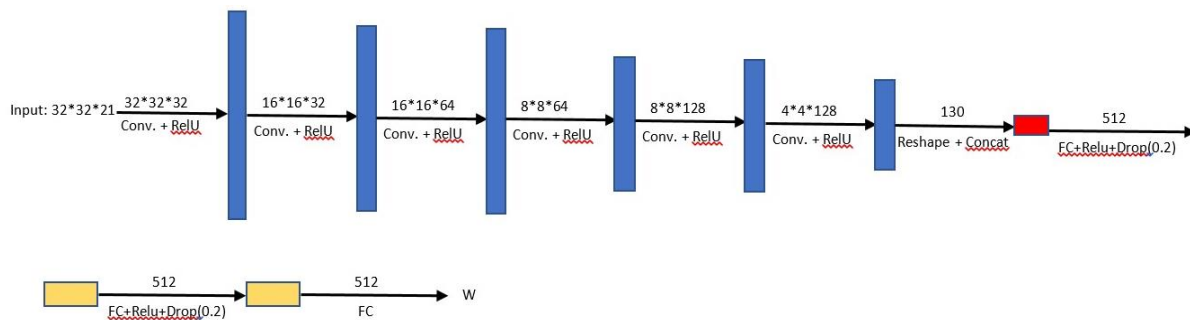 Input: 32*32*21
32*32*32
Conv. + RelU
16*16*32
Conv. + RelU
16*16*64
Conv. + RelU
8*8*64
Conv. + RelU
8*8*128
Conv. + RelU
4*4*128
Conv. + RelU
130
Reshape + Concat
512
FC+Relu+Drop(0.2)
512
FC+Relu+Drop(0.2)
512
FC
W